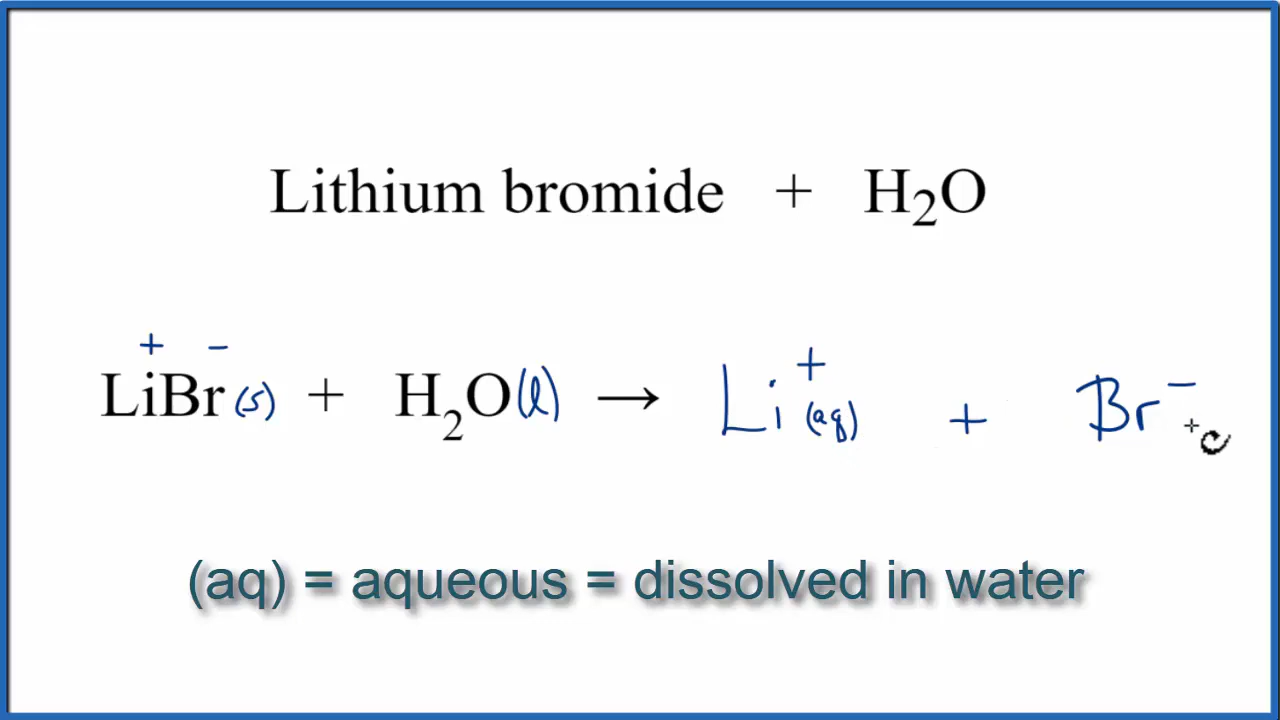 Lithium bromide + H₂O
+ −
LiBr (s) + H₂O (l) → Li⁺ (aq) + Br⁻
(aq) = aqueous = dissolved in water